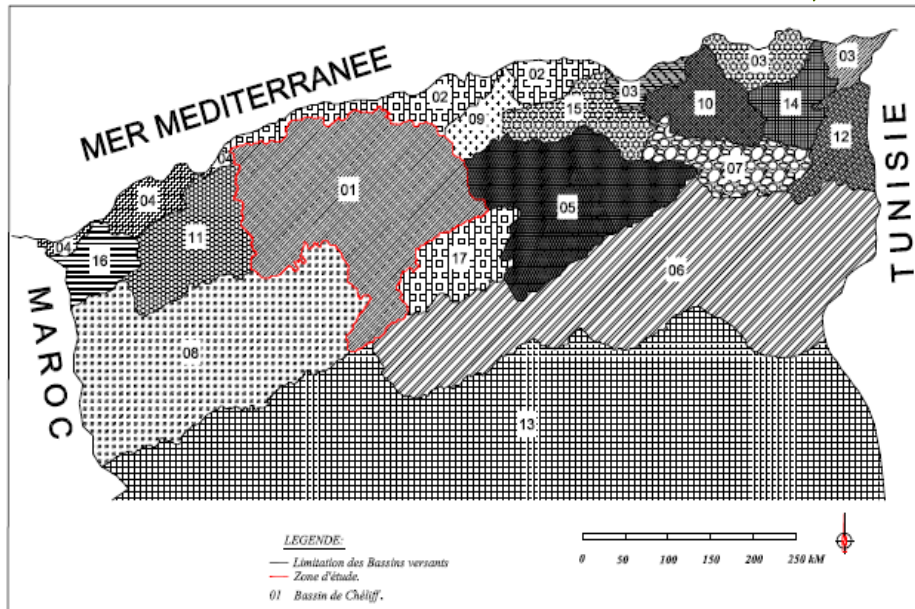 MER MEDITERRANEE
02
03
03
02
03
15
10
14
09
12
07
01
04
05
11
04
16
17
06
TUNISIE
MAROC
08
13
LEGENDE:
Limitation des Bassins versants
Zone d'étude.
01 Bassin de Chéliff.
0 50 100 150 200 250 kM